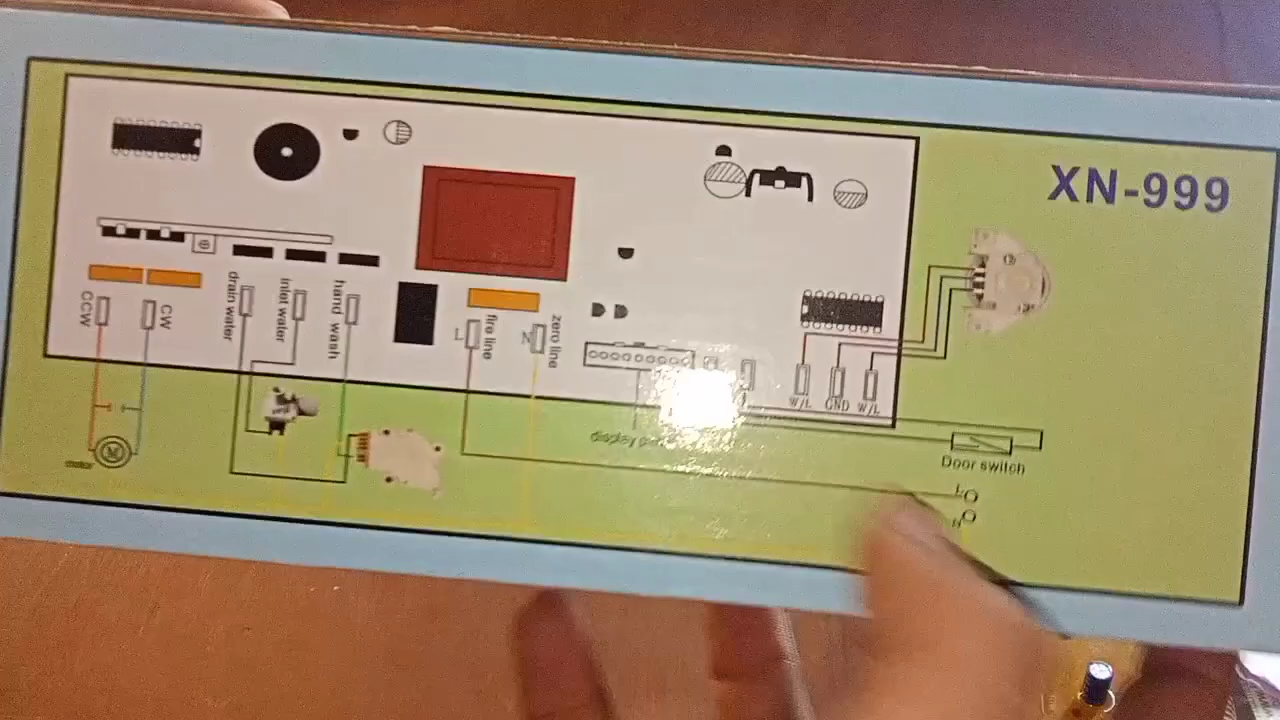 XN-999
CCW
CW
drain water
inlet water
hand wash
L
fire line
N
zero line
W/L
GND
W/L
display
Door switch
motor
M
L
N